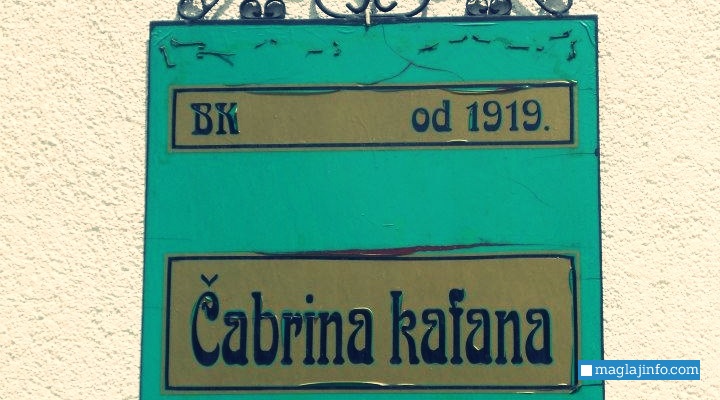 BK od 1919.
Čabrina kafana
maglajinfo.com